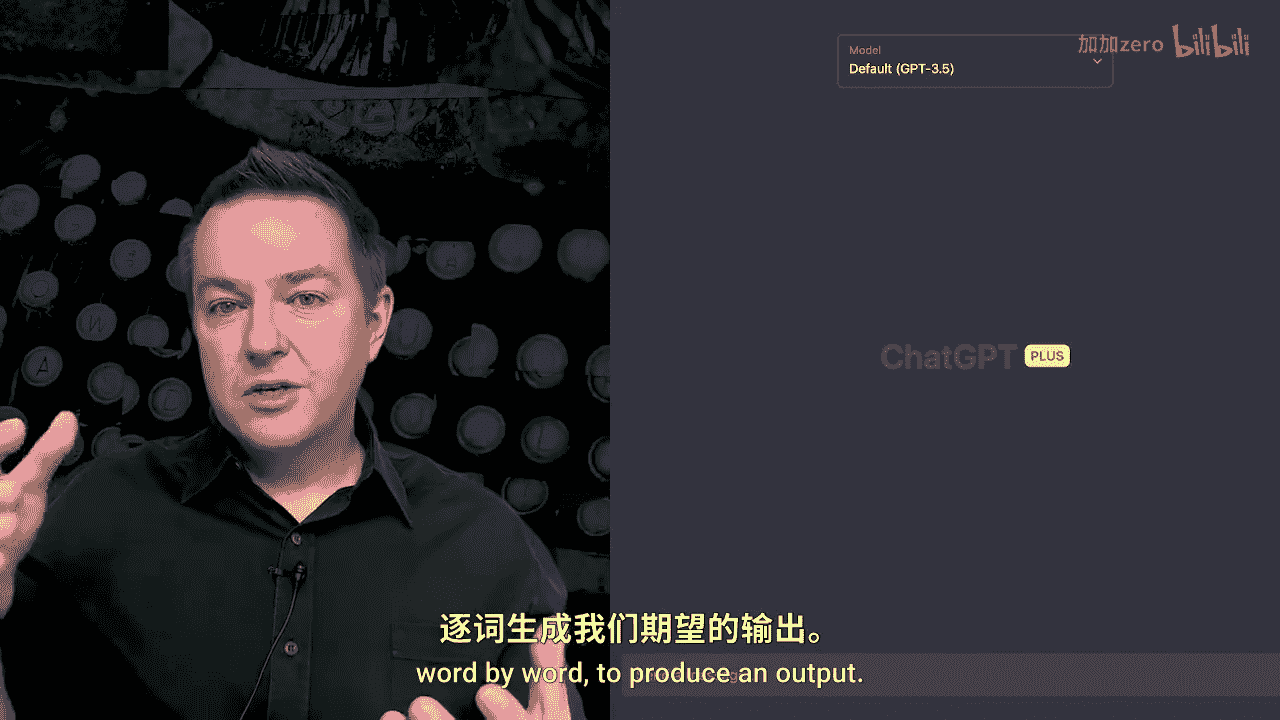 加加zero bilibili
Model
Default (GPT-3.5)
ChatGPT PLUS
逐词生成我们期望的输出。
word by word, to produce an output.